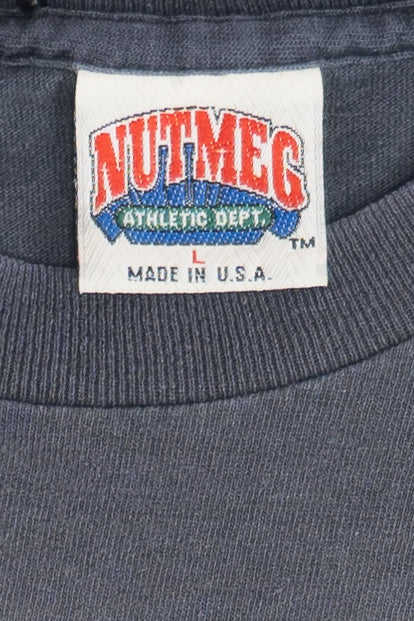 NUTMEG
ATHLETIC DEPT.
TM
L
MADE IN U.S.A.